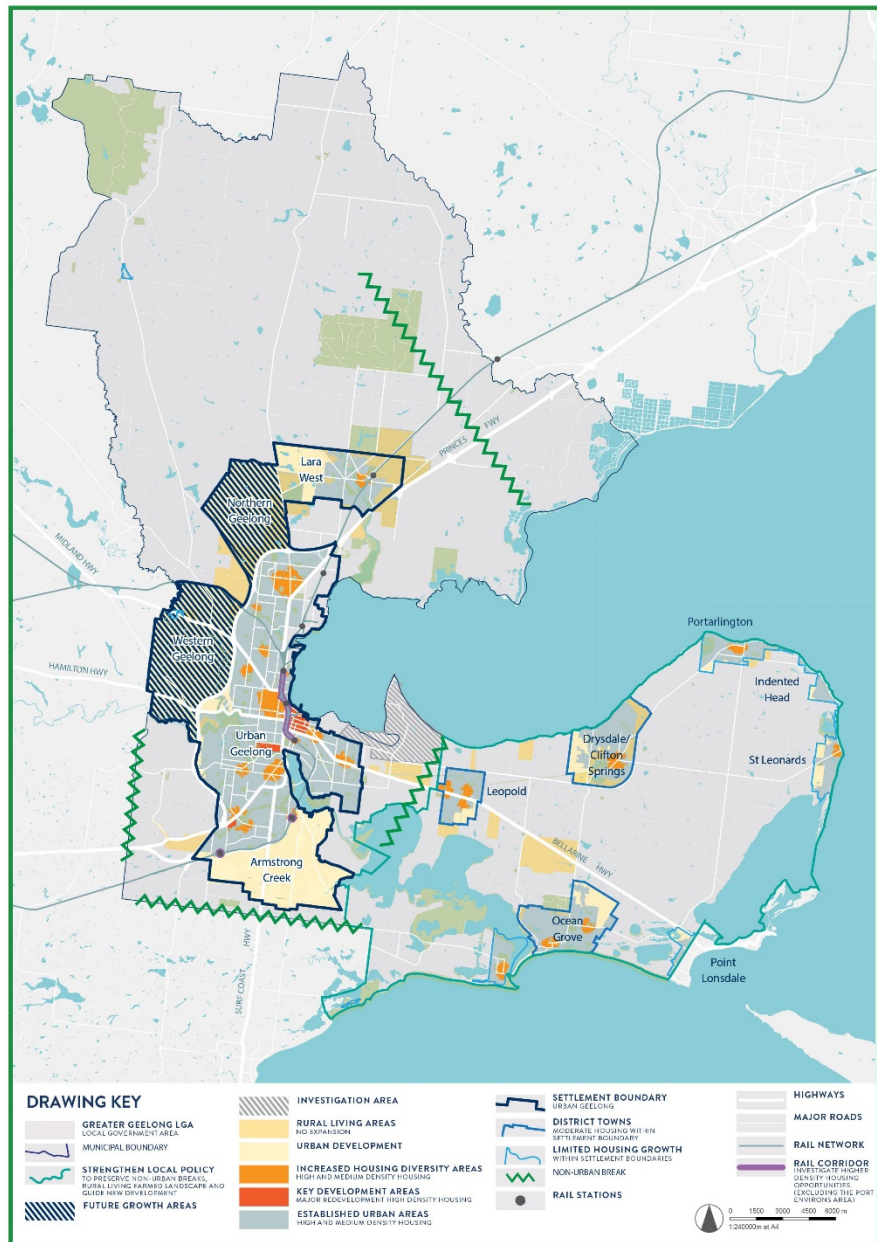 Lara
West
PRINCES FWY
Northern
Geelong
MIDLAND HWY
Western
Geelong
HAMILTON HWY
Portarlington
Indented
Head
Urban
Geelong
Drysdale/
Clifton
Springs
St Leonards
Leopold
Armstrong
Creek
BELLARINE HWY
Ocean
Grove
Point
Lonsdale
SURF COAST HWY
DRAWING KEY
GREATER GEELONG LGA
LOCAL GOVERNMENT AREA
MUNICIPAL BOUNDARY
STRENGTHEN LOCAL POLICY
TO PRESERVE NON-URBAN BREAKS,
RURAL LIVING FARMED LANDSCAPE AND
GUIDE NEW DEVELOPMENT
FUTURE GROWTH AREAS
INVESTIGATION AREA
RURAL LIVING AREAS
NO EXPANSION
URBAN DEVELOPMENT
INCREASED HOUSING DIVERSITY AREAS
HIGH AND MEDIUM DENSITY HOUSING
KEY DEVELOPMENT AREAS
MAJOR REDEVELOPMENT HIGH DENSITY HOUSING
ESTABLISHED URBAN AREAS
HIGH AND MEDIUM DENSITY HOUSING
SETTLEMENT BOUNDARY
URBAN GEELONG
DISTRICT TOWNS
MODERATE HOUSING WITHIN
SETTLEMENT BOUNDARY
LIMITED HOUSING GROWTH
WITHIN SETTLEMENT BOUNDARIES
NON-URBAN BREAK
RAIL STATIONS
HIGHWAYS
MAJOR ROADS
RAIL NETWORK
RAIL CORRIDOR
INVESTIGATE HIGHER
DENSITY HOUSING
OPPORTUNITIES
(EXCLUDING THE PORT
ENVIRONS AREA)
0 1500 3000 4500 6000 m
1:240000m at A4